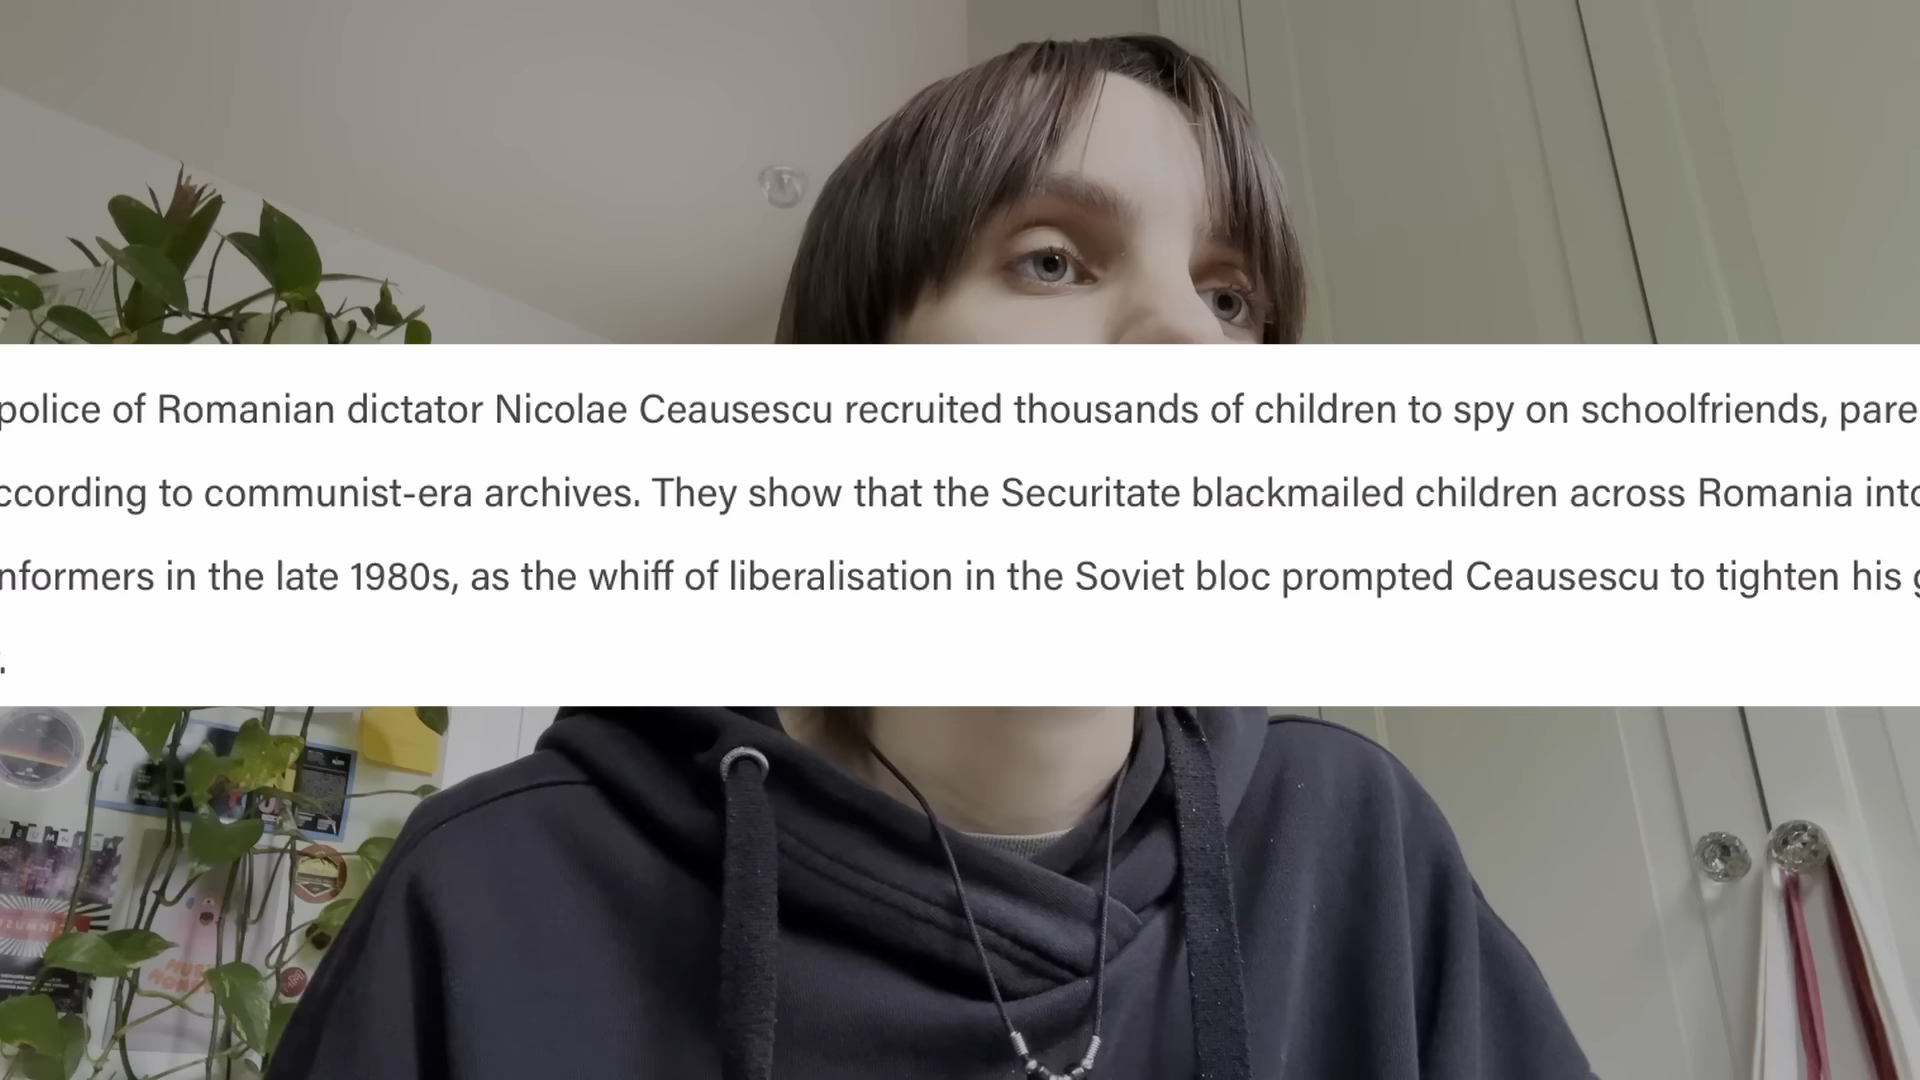 police of Romanian dictator Nicolae Ceausescu recruited thousands of children to spy on schoolfriends, pare
ccording to communist-era archives. They show that the Securitate blackmailed children across Romania into
nformers in the late 1980s, as the whiff of liberalisation in the Soviet bloc prompted Ceausescu to tighten his g